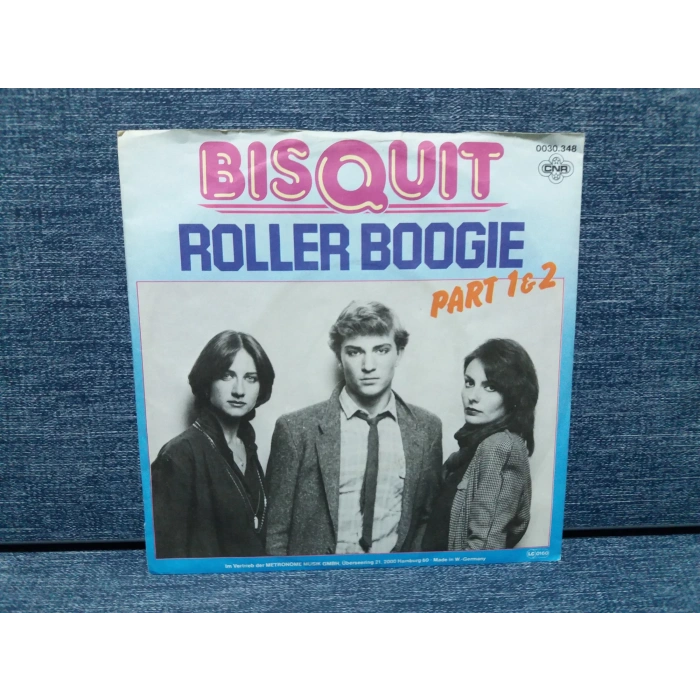 0030.348
CNR
BISQUIT
ROLLER BOOGIE
PART 1 & 2
Im Vertrieb der METRONOME MUSIK GMBH, Überseering 21, 2000 Hamburg 60 · Made in W.-Germany